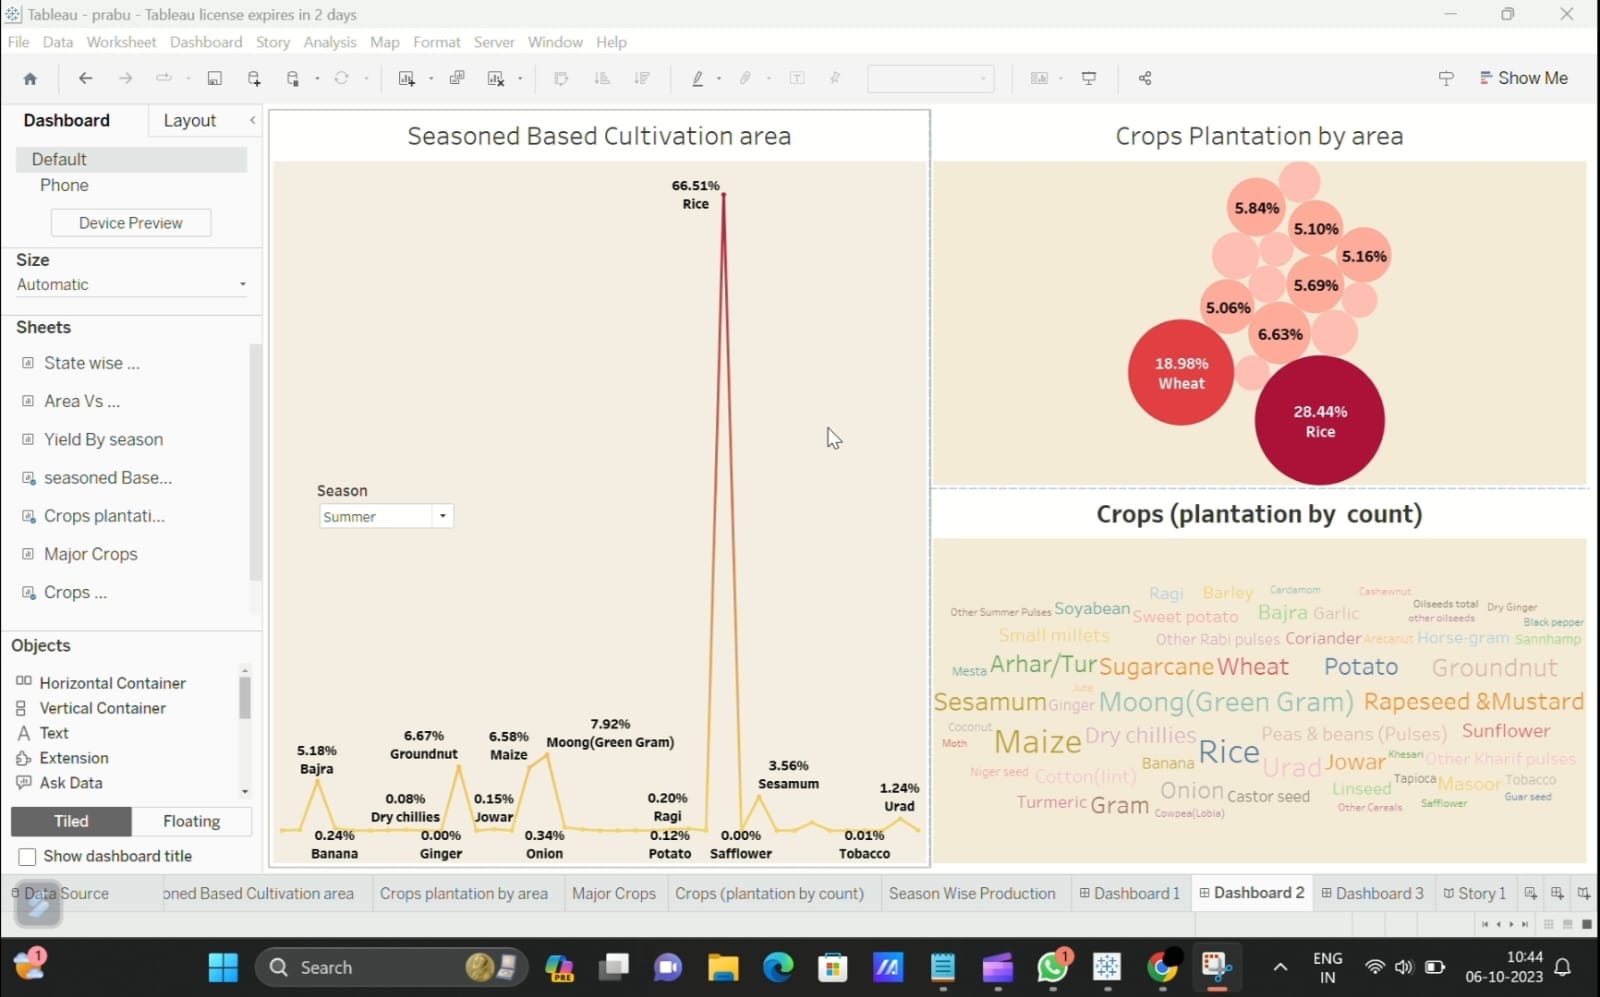 Tableau - prabu - Tableau license expires in 2 days
File Data Worksheet Dashboard Story Analysis Map Format Server Window Help
Show Me
Dashboard
Layout
Default
Phone
Device Preview
Size
Automatic
Sheets
State wise ...
Area Vs ...
Yield By season
seasoned Base...
Crops plantati...
Major Crops
Crops ...
Objects
Horizontal Container
Vertical Container
Text
Extension
Ask Data
Tiled
Floating
Show dashboard title
Seasoned Based Cultivation area
66.51%
Rice
Season
Summer
7.92%
Moong(Green Gram)
6.67%
Groundnut
6.58%
Maize
5.18%
Bajra
3.56%
Sesamum
1.24%
Urad
0.08%
Dry chillies
0.15%
Jowar
0.20%
Ragi
0.24%
Banana
0.00%
Ginger
0.34%
Onion
0.12%
Potato
0.00%
Safflower
0.01%
Tobacco
Crops Plantation by area
5.84%
5.10%
5.16%
5.69%
5.06%
6.63%
18.98%
Wheat
28.44%
Rice
Crops (plantation by count)
Ragi Barley Cardamom Cashewnut
Other Summer Pulses Soyabean Sweet potato Bajra Garlic Oilseeds total Dry Ginger
other oilseeds Black pepper
Small millets Other Rabi pulses Coriander Arecanut Horse-gram Sannhamp
Mesta Arhar/Tur Sugarcane Wheat Potato Groundnut
Jute
Sesamum Ginger Moong(Green Gram) Rapeseed &Mustard
Coconut Dry chillies Peas & beans (Pulses) Sunflower
Moth Maize Rice
Banana Urad Jowar Khesari Other Kharif pulses
Niger seed Cotton(lint) Tapioca Masoor Tobacco
Onion Castor seed Linseed Guar seed
Turmeric Gram Cowpea(Lobia) Other Cereals Safflower
Data Source
oned Based Cultivation area
Crops plantation by area
Major Crops
Crops (plantation by count)
Season Wise Production
Dashboard 1
Dashboard 2
Dashboard 3
Story 1
1
Search
PRE
1
ENG
IN
10:44
06-10-2023